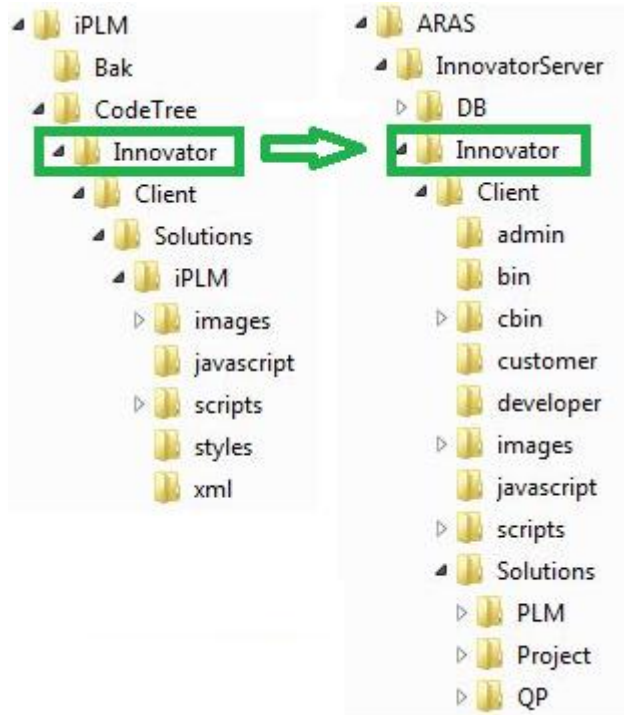 iPLM
Bak
CodeTree
Innovator
Client
Solutions
iPLM
images
javascript
scripts
styles
xml
ARAS
InnovatorServer
DB
Innovator
Client
admin
bin
cbin
customer
developer
images
javascript
scripts
Solutions
PLM
Project
QP